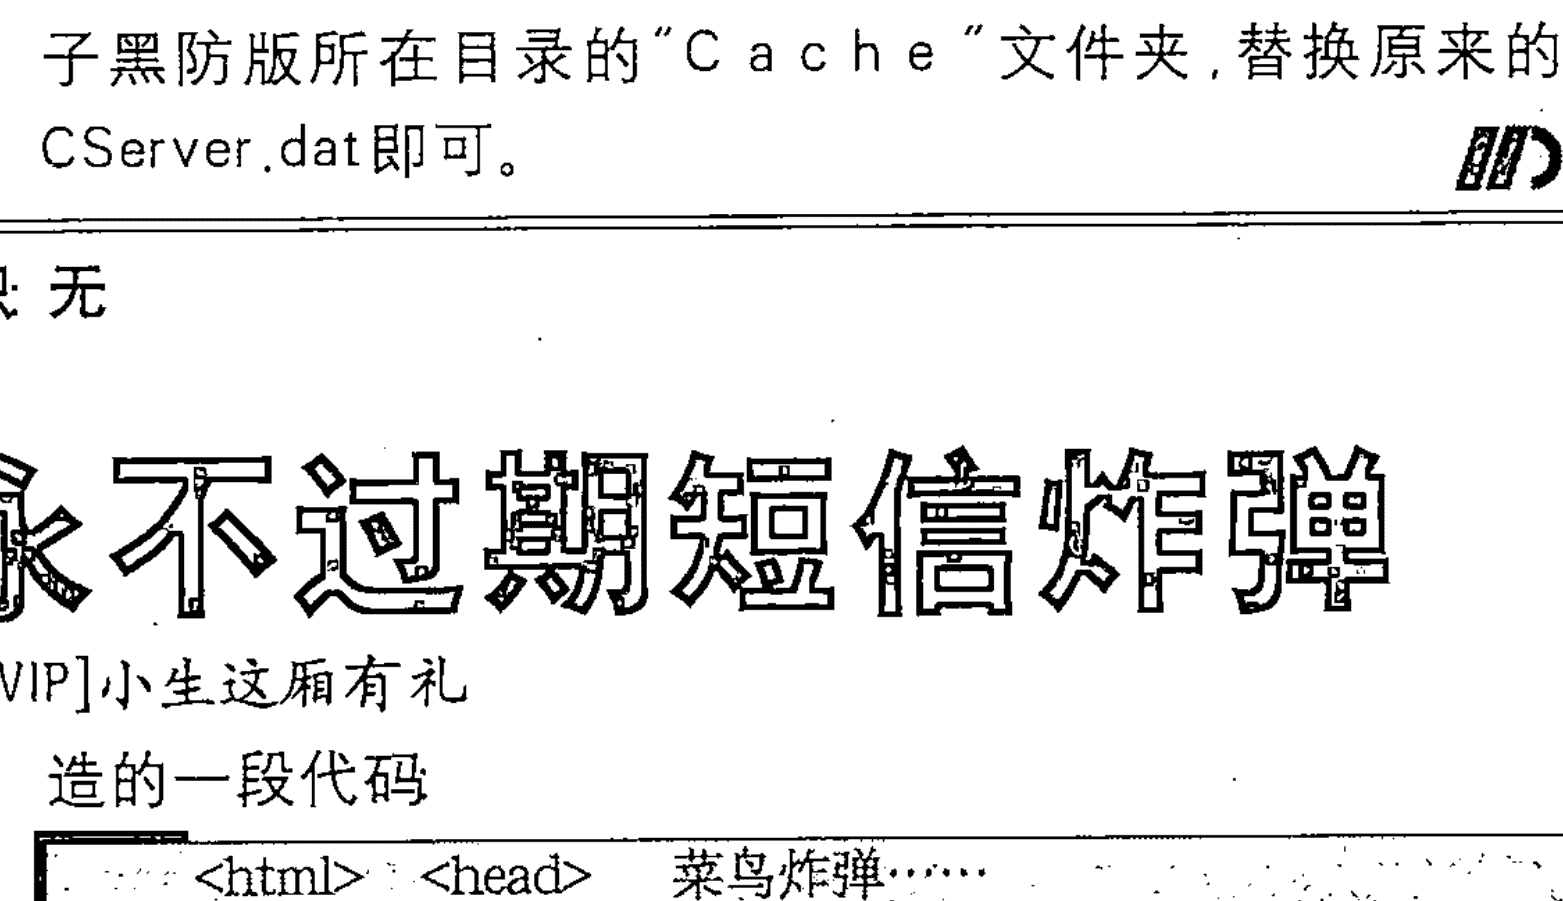 子黑防版所在目录的"Cache"文件夹,替换原来的
CServer.dat即可。
无
永不过期短信炸弹
VIP]小生这厢有礼
造的一段代码
<html> <head> 菜鸟炸弹……